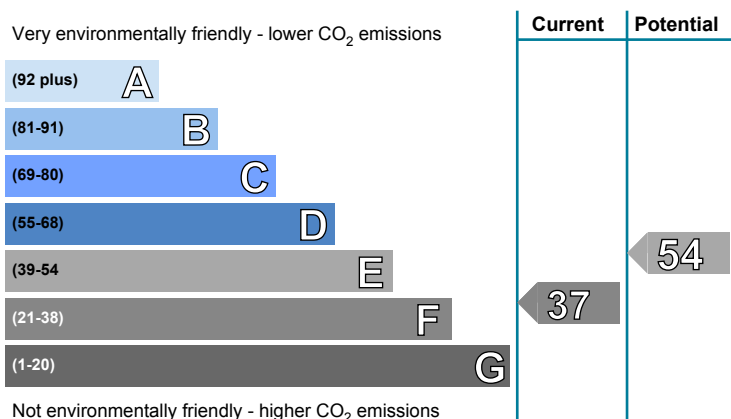 Very environmentally friendly - lower CO₂ emissions
Current
Potential
(92 plus) A
(81-91) B
(69-80) C
(55-68) D
(39-54 E
54
(21-38) F
37
(1-20) G
Not environmentally friendly - higher CO₂ emissions